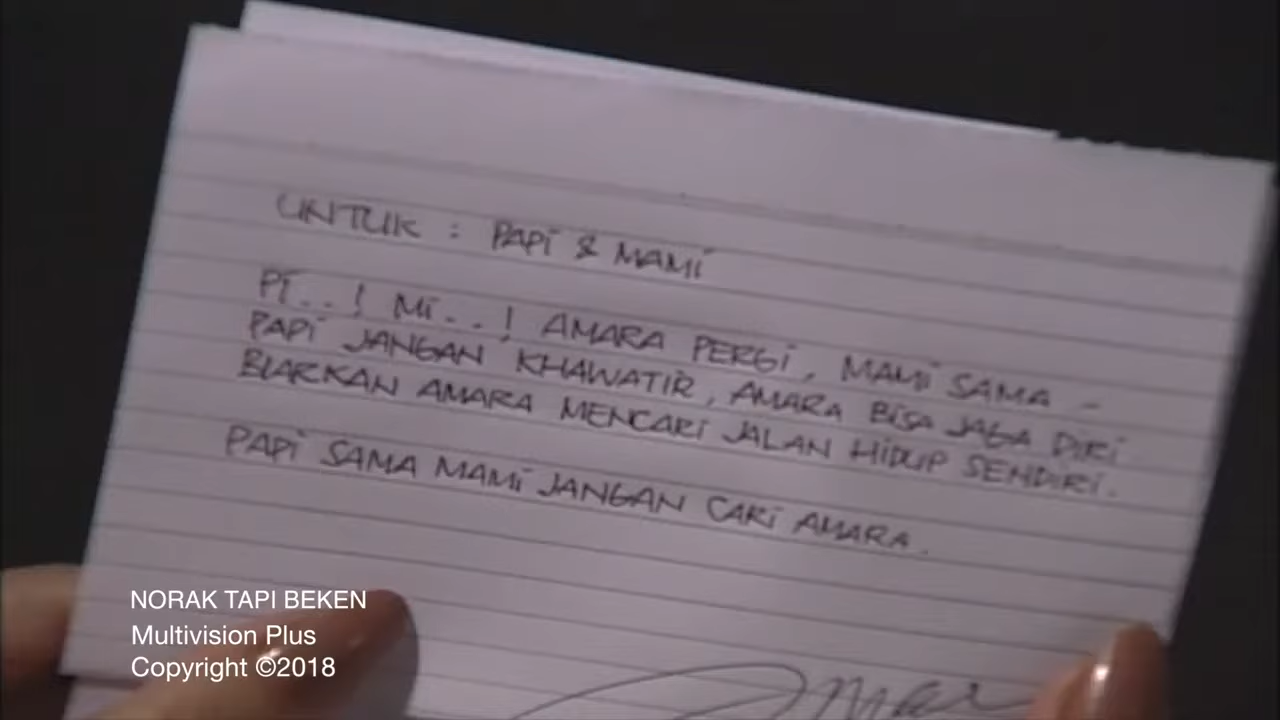 UNTUK : PAPi & MAMi
Pi..! Mi..! AMARA PERGi, MAMi SAMA -
PAPi JANGAN KHAWATiR, AMARA BiSA JAGA DiRi
BIARKAN AMARA MENCARi JALAN HiDUP SENDiRi.
PAPi SAMA MAMi JANGAN CARi AMARA.
NORAK TAPI BEKEN
Multivision Plus
Copyright ©2018